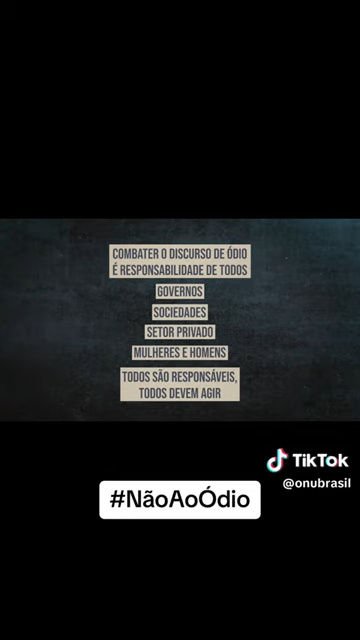 COMBATER O DISCURSO DE ÓDIO
É RESPONSABILIDADE DE TODOS
GOVERNOS
SOCIEDADES
SETOR PRIVADO
MULHERES E HOMENS
TODOS SÃO RESPONSÁVEIS,
TODOS DEVEM AGIR
TikTok
@onubrasil
#NãoAoÓdio